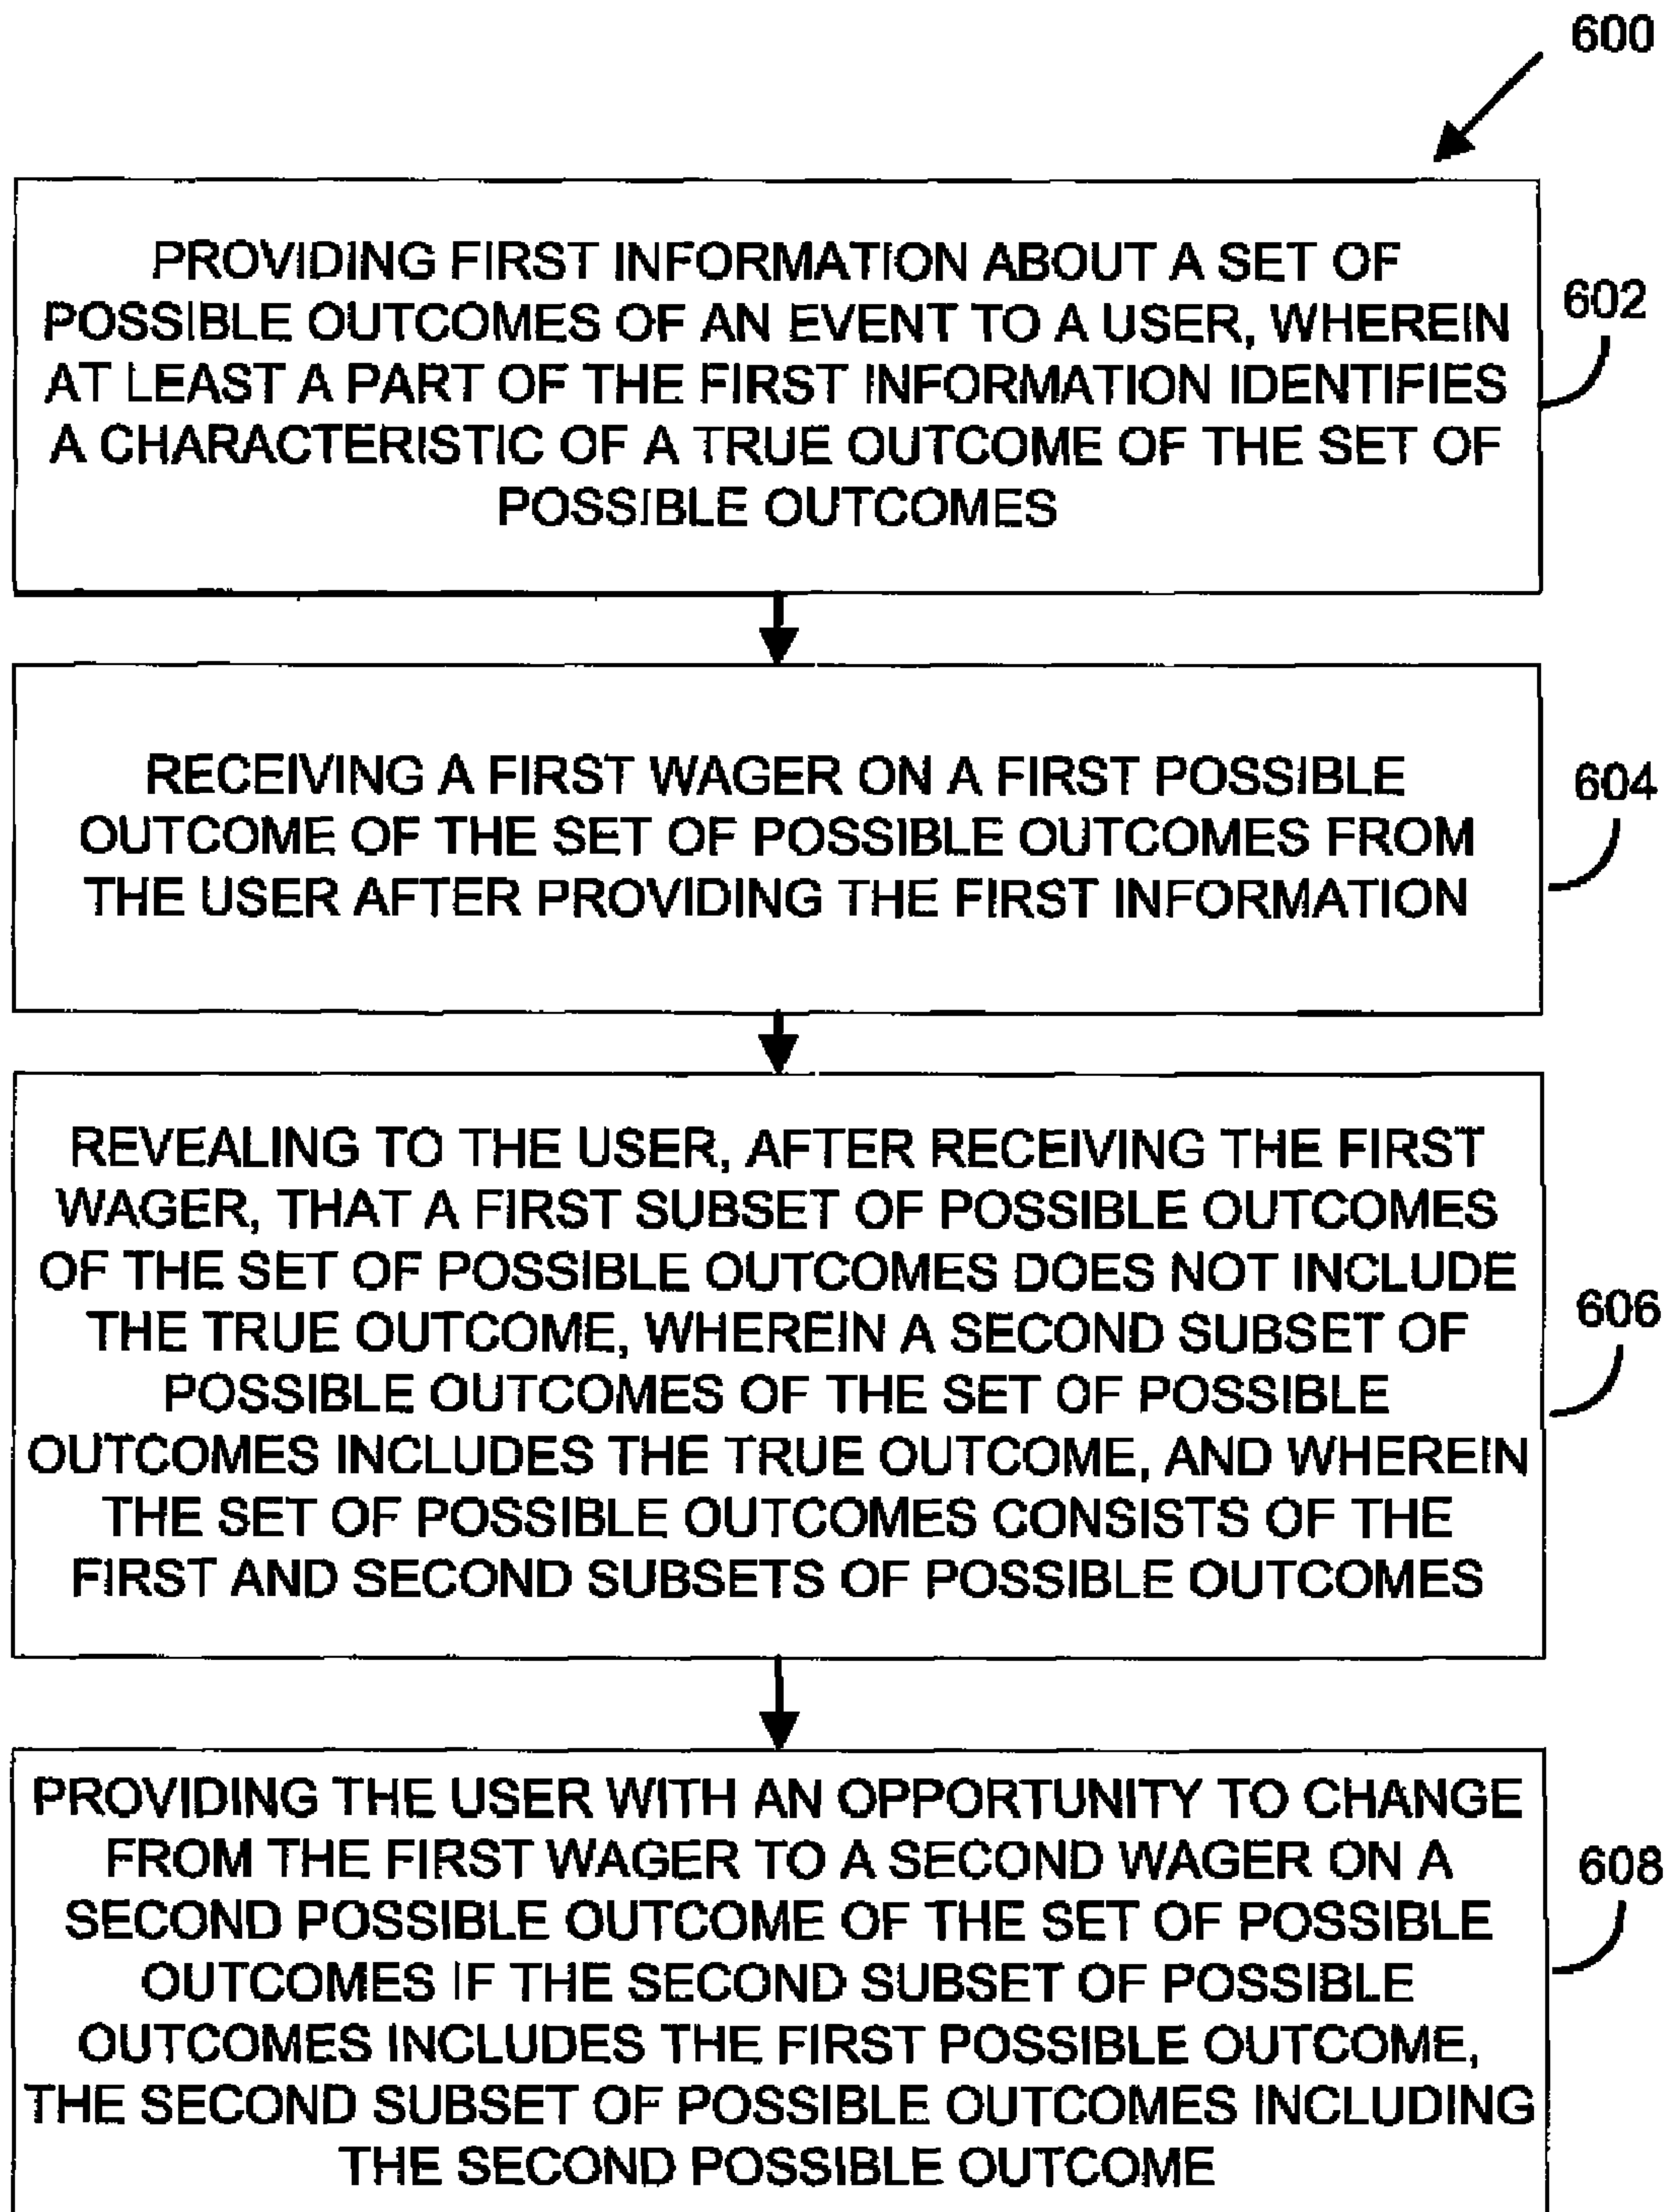 600
PROVIDING FIRST INFORMATION ABOUT A SET OF
POSSIBLE OUTCOMES OF AN EVENT TO A USER, WHEREIN
AT LEAST A PART OF THE FIRST INFORMATION IDENTIFIES
A CHARACTERISTIC OF A TRUE OUTCOME OF THE SET OF
POSSIBLE OUTCOMES
602
RECEIVING A FIRST WAGER ON A FIRST POSSIBLE
OUTCOME OF THE SET OF POSSIBLE OUTCOMES FROM
THE USER AFTER PROVIDING THE FIRST INFORMATION
604
REVEALING TO THE USER, AFTER RECEIVING THE FIRST
WAGER, THAT A FIRST SUBSET OF POSSIBLE OUTCOMES
OF THE SET OF POSSIBLE OUTCOMES DOES NOT INCLUDE
THE TRUE OUTCOME, WHEREIN A SECOND SUBSET OF
POSSIBLE OUTCOMES OF THE SET OF POSSIBLE
OUTCOMES INCLUDES THE TRUE OUTCOME, AND WHEREIN
THE SET OF POSSIBLE OUTCOMES CONSISTS OF THE
FIRST AND SECOND SUBSETS OF POSSIBLE OUTCOMES
606
PROVIDING THE USER WITH AN OPPORTUNITY TO CHANGE
FROM THE FIRST WAGER TO A SECOND WAGER ON A
SECOND POSSIBLE OUTCOME OF THE SET OF POSSIBLE
OUTCOMES IF THE SECOND SUBSET OF POSSIBLE
OUTCOMES INCLUDES THE FIRST POSSIBLE OUTCOME,
THE SECOND SUBSET OF POSSIBLE OUTCOMES INCLUDING
THE SECOND POSSIBLE OUTCOME
608